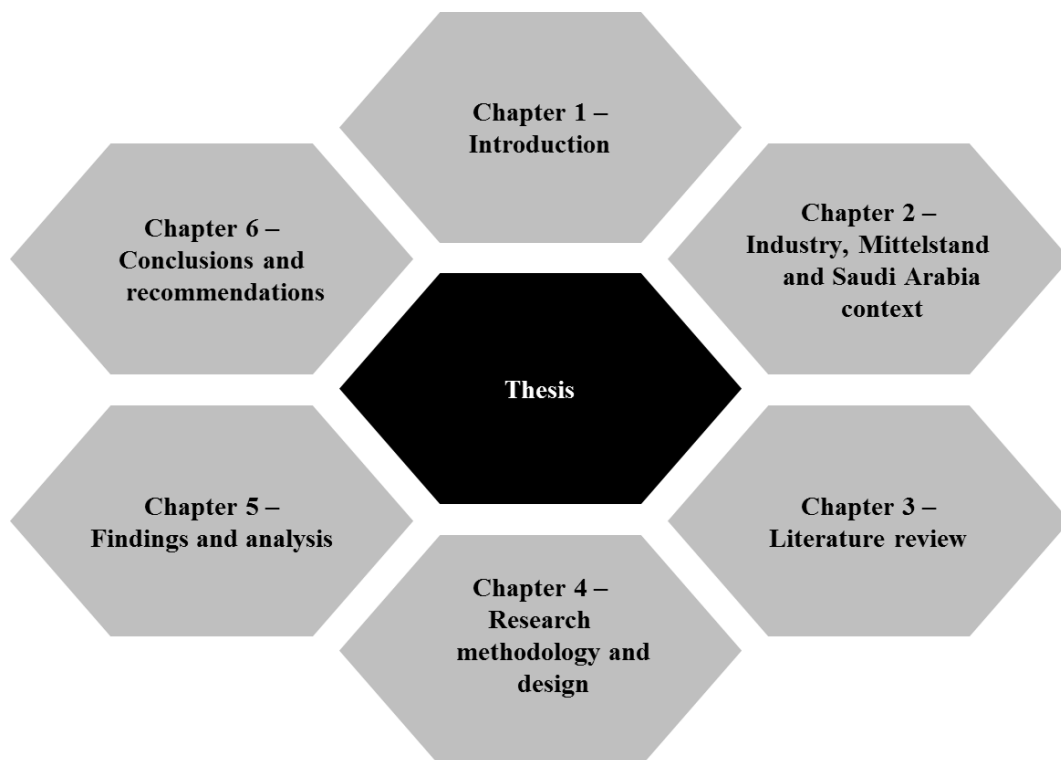 Chapter 1 –
Introduction
Chapter 2 –
Industry, Mittelstand
and Saudi Arabia
context
Chapter 3 –
Literature review
Chapter 4 –
Research
methodology and
design
Chapter 5 –
Findings and analysis
Chapter 6 –
Conclusions and
recommendations
Thesis